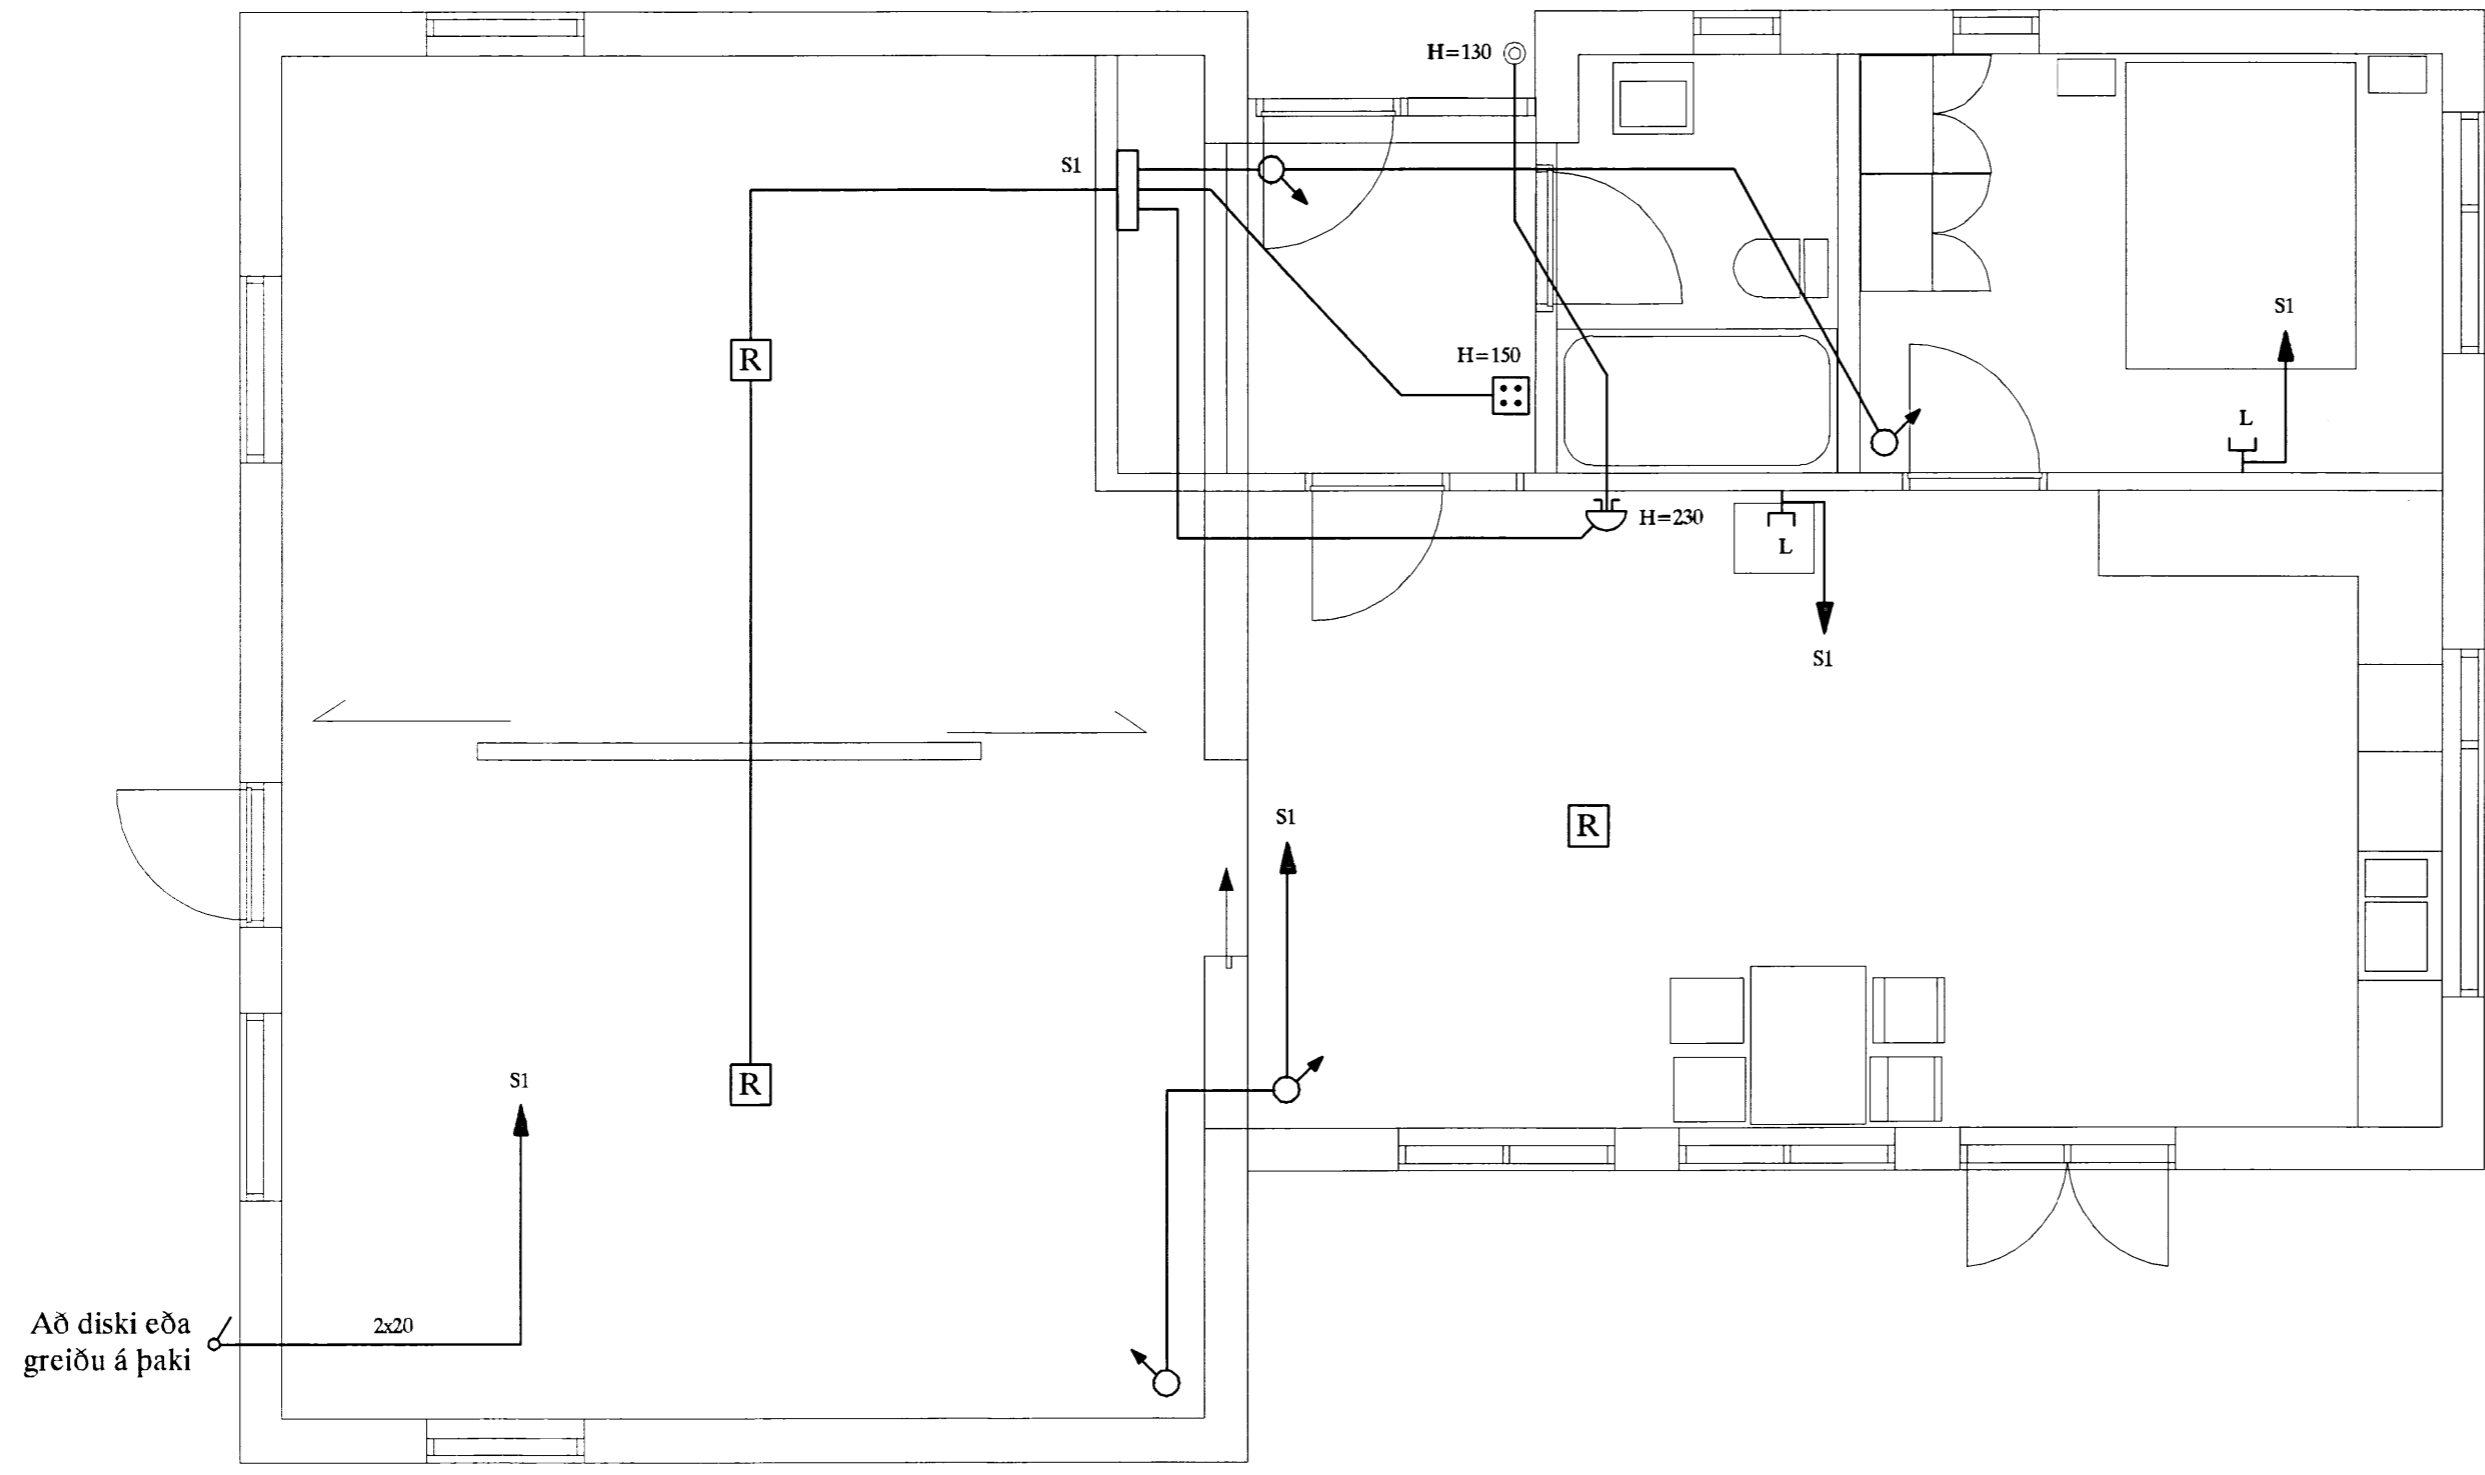 H=130
S1
H=150
S1
L
H=230
L
S1
R
R
S1
R
S1
R
Að diski eða
greiðu á þaki
2x20